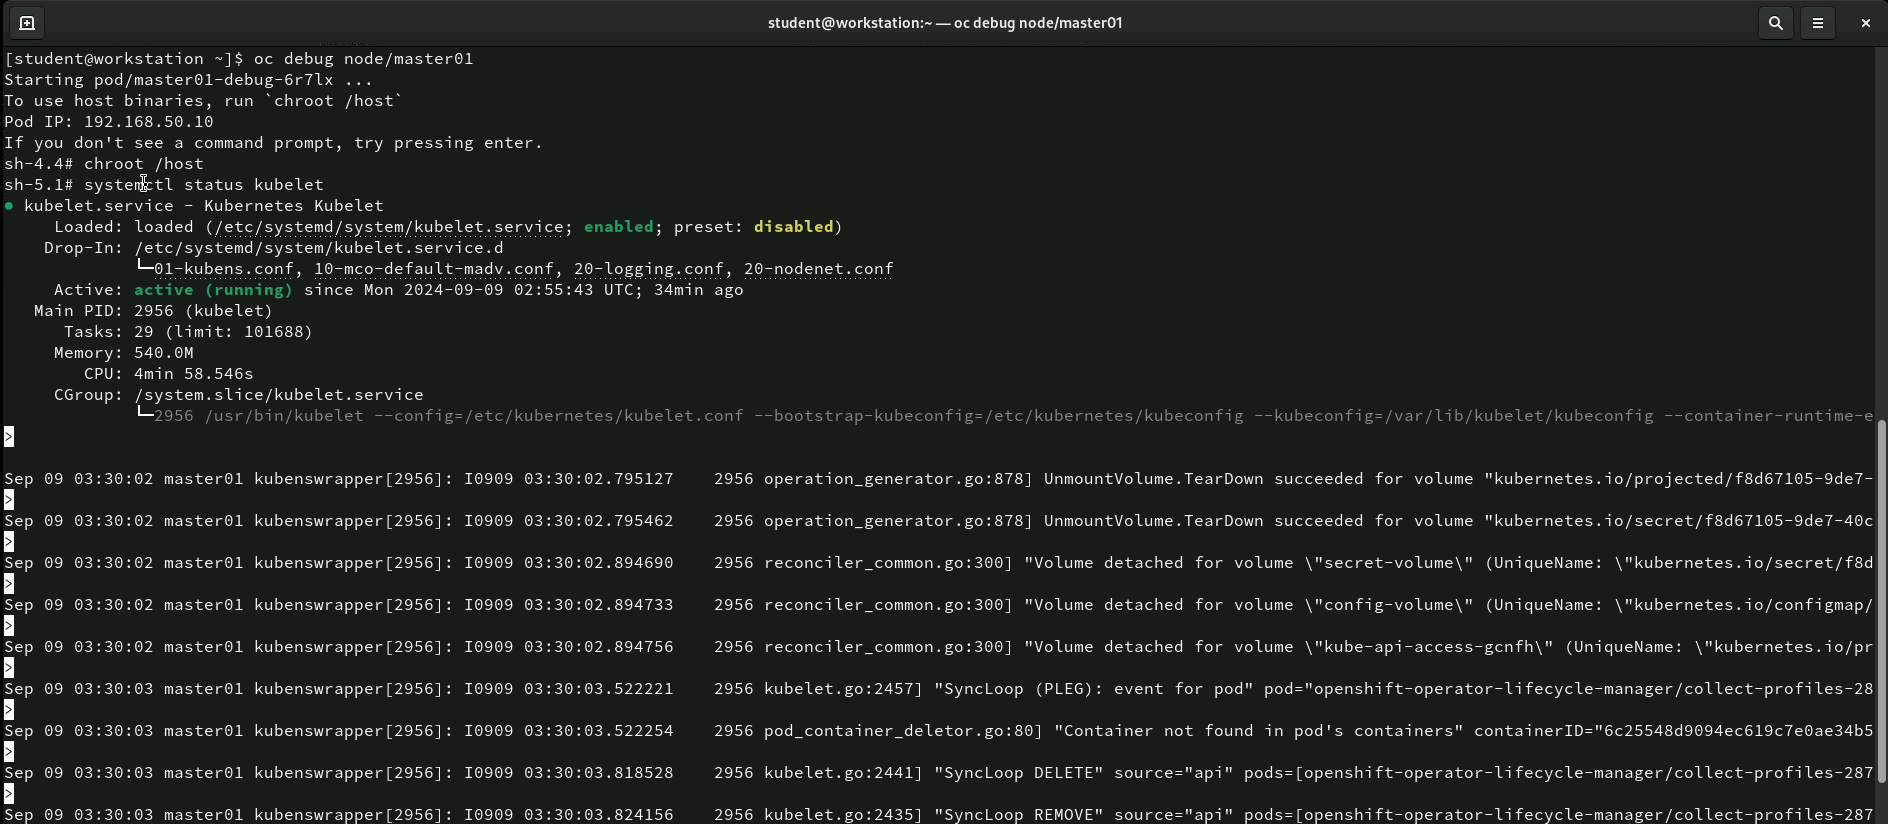 student@workstation:~ — oc debug node/master01
[student@workstation ~]$ oc debug node/master01
Starting pod/master01-debug-6r7lx ...
To use host binaries, run `chroot /host`
Pod IP: 192.168.50.10
If you don't see a command prompt, try pressing enter.
sh-4.4# chroot /host
sh-5.1# systemctl status kubelet
● kubelet.service - Kubernetes Kubelet
     Loaded: loaded (/etc/systemd/system/kubelet.service; enabled; preset: disabled)
    Drop-In: /etc/systemd/system/kubelet.service.d
             └─01-kubens.conf, 10-mco-default-madv.conf, 20-logging.conf, 20-nodenet.conf
     Active: active (running) since Mon 2024-09-09 02:55:43 UTC; 34min ago
   Main PID: 2956 (kubelet)
      Tasks: 29 (limit: 101688)
     Memory: 540.0M
        CPU: 4min 58.546s
     CGroup: /system.slice/kubelet.service
             └─2956 /usr/bin/kubelet --config=/etc/kubernetes/kubelet.conf --bootstrap-kubeconfig=/etc/kubernetes/kubeconfig --kubeconfig=/var/lib/kubelet/kubeconfig --container-runtime-e
>
Sep 09 03:30:02 master01 kubenswrapper[2956]: I0909 03:30:02.795127    2956 operation_generator.go:878] UnmountVolume.TearDown succeeded for volume "kubernetes.io/projected/f8d67105-9de7-
>
Sep 09 03:30:02 master01 kubenswrapper[2956]: I0909 03:30:02.795462    2956 operation_generator.go:878] UnmountVolume.TearDown succeeded for volume "kubernetes.io/secret/f8d67105-9de7-40c
>
Sep 09 03:30:02 master01 kubenswrapper[2956]: I0909 03:30:02.894690    2956 reconciler_common.go:300] "Volume detached for volume \"secret-volume\" (UniqueName: \"kubernetes.io/secret/f8d
>
Sep 09 03:30:02 master01 kubenswrapper[2956]: I0909 03:30:02.894733    2956 reconciler_common.go:300] "Volume detached for volume \"config-volume\" (UniqueName: \"kubernetes.io/configmap/
>
Sep 09 03:30:02 master01 kubenswrapper[2956]: I0909 03:30:02.894756    2956 reconciler_common.go:300] "Volume detached for volume \"kube-api-access-gcnfh\" (UniqueName: \"kubernetes.io/pr
>
Sep 09 03:30:03 master01 kubenswrapper[2956]: I0909 03:30:03.522221    2956 kubelet.go:2457] "SyncLoop (PLEG): event for pod" pod="openshift-operator-lifecycle-manager/collect-profiles-28
>
Sep 09 03:30:03 master01 kubenswrapper[2956]: I0909 03:30:03.522254    2956 pod_container_deletor.go:80] "Container not found in pod's containers" containerID="6c25548d9094ec619c7e0ae34b5
>
Sep 09 03:30:03 master01 kubenswrapper[2956]: I0909 03:30:03.818528    2956 kubelet.go:2441] "SyncLoop DELETE" source="api" pods=[openshift-operator-lifecycle-manager/collect-profiles-287
>
Sep 09 03:30:03 master01 kubenswrapper[2956]: I0909 03:30:03.824156    2956 kubelet.go:2435] "SyncLoop REMOVE" source="api" pods=[openshift-operator-lifecycle-manager/collect-profiles-287